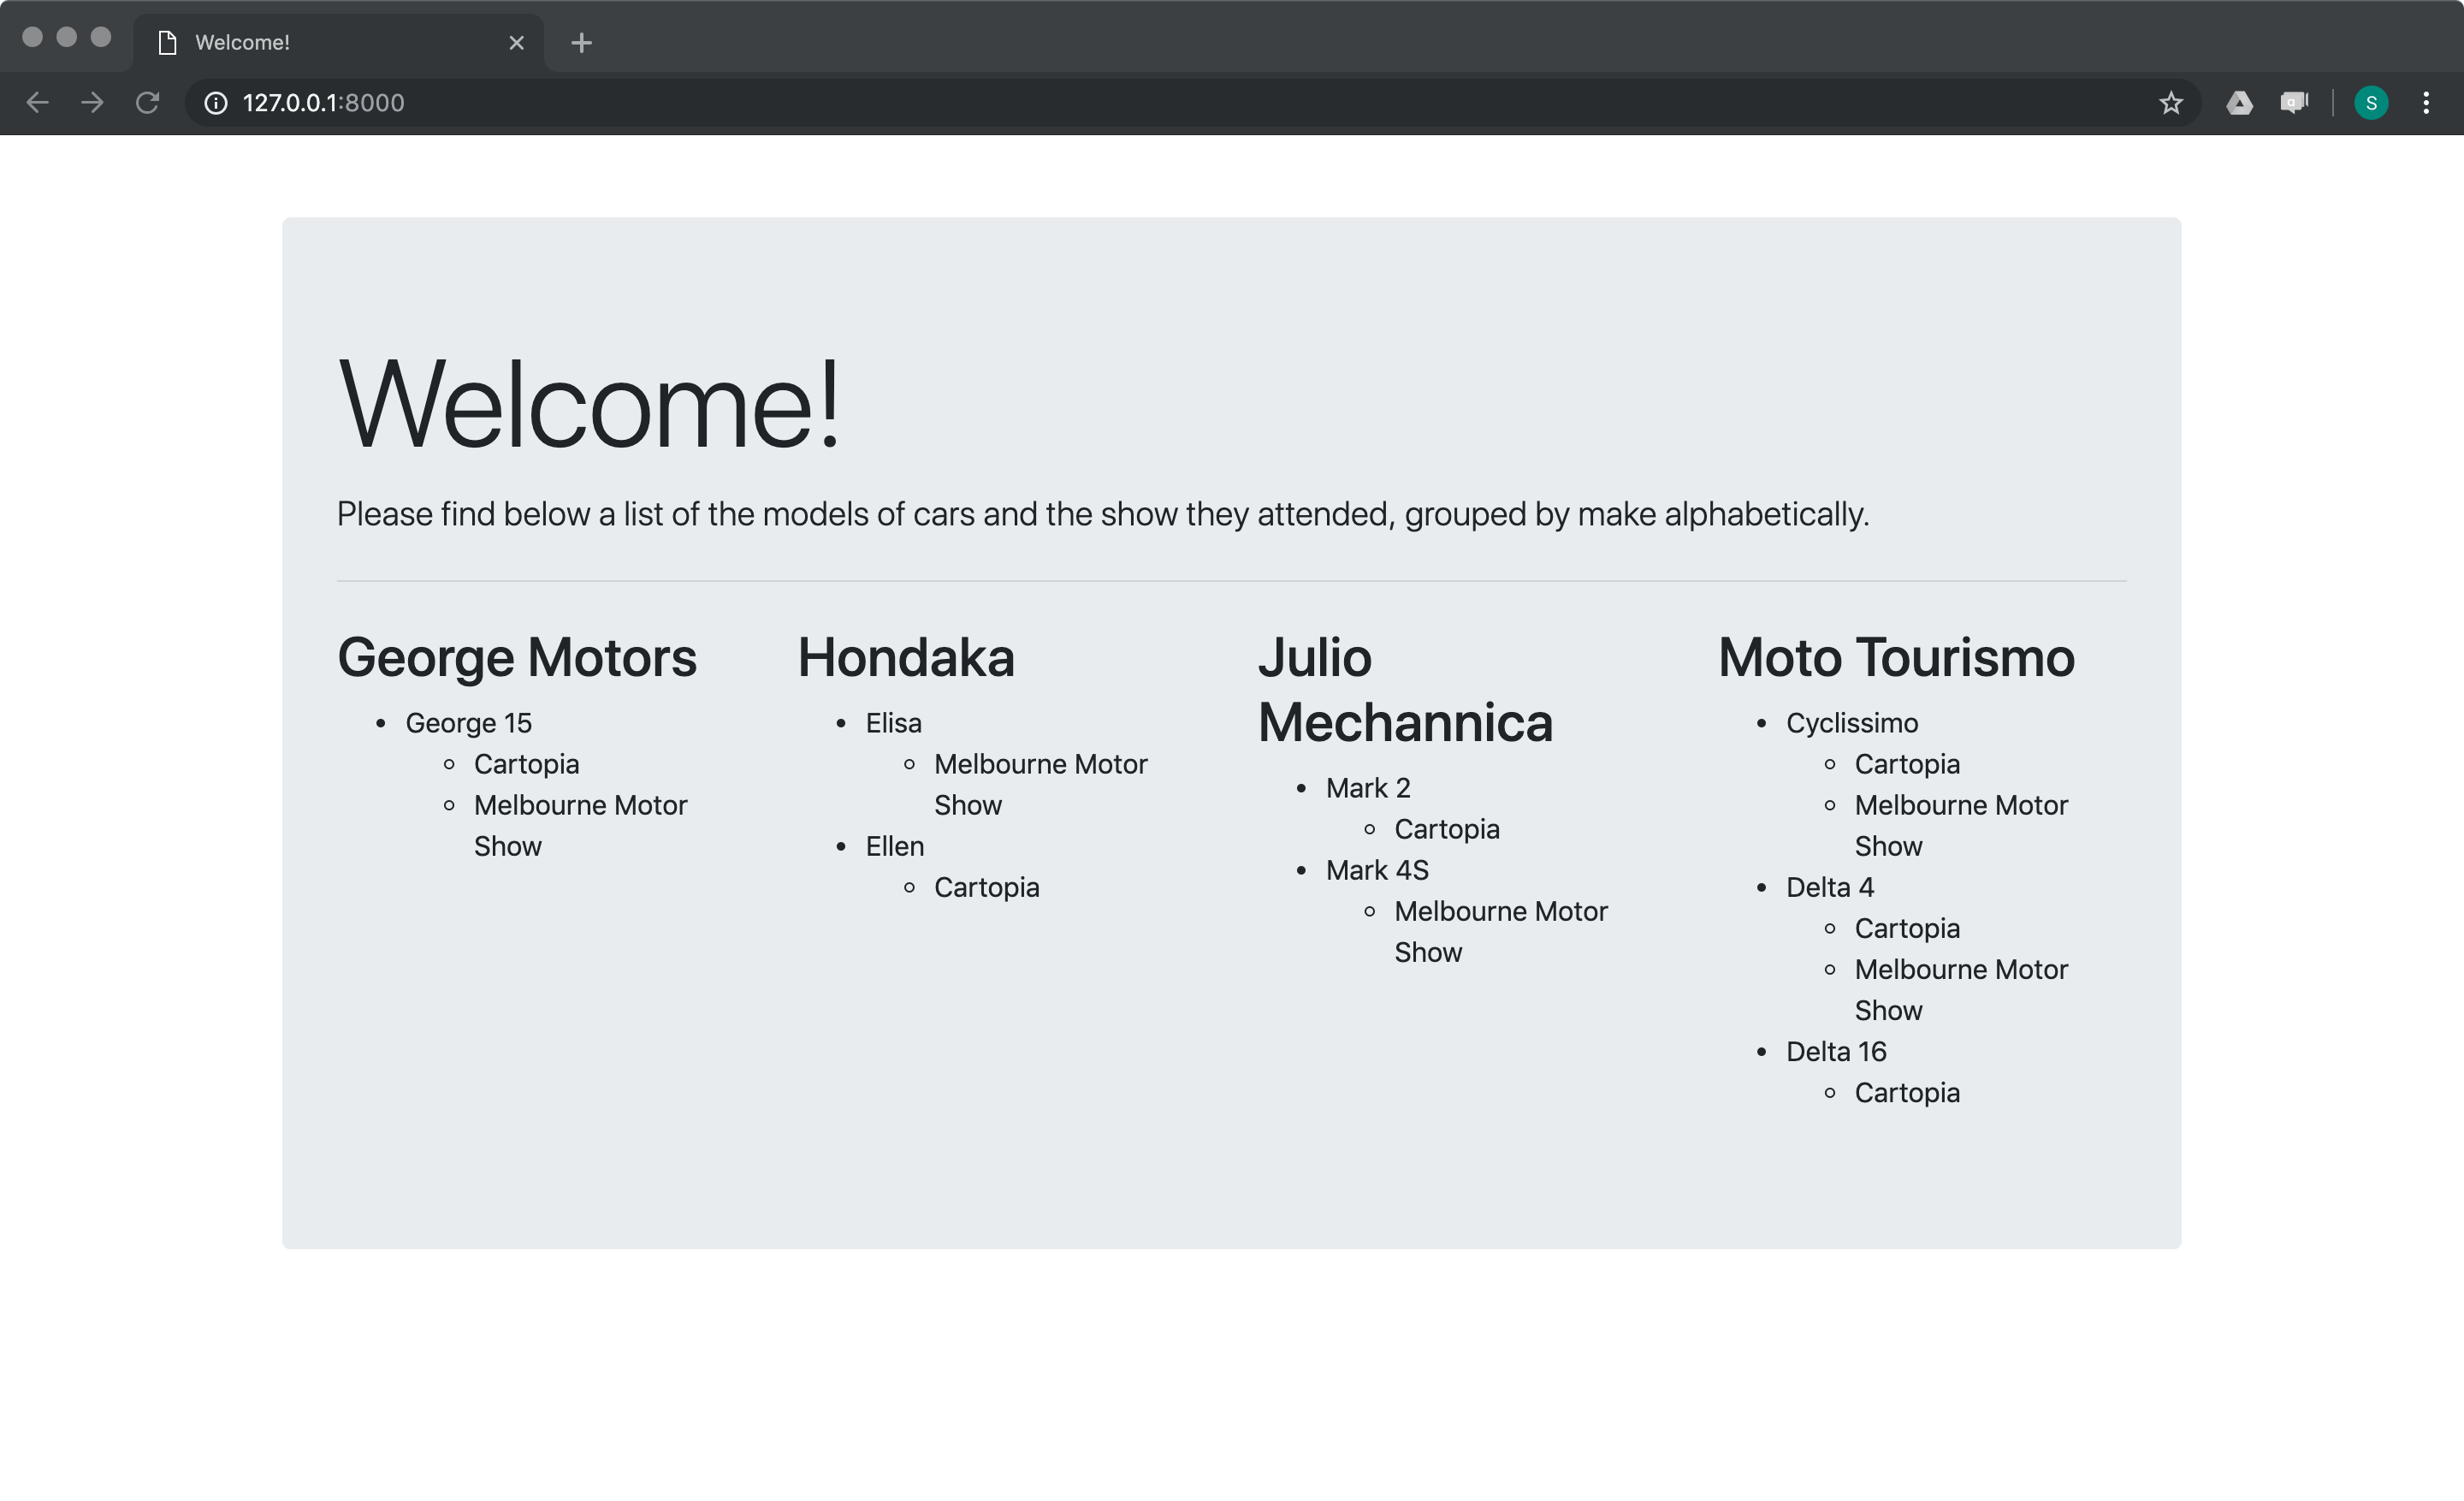 Welcome!
127.0.0.1:8000
S
Welcome!
Please find below a list of the models of cars and the show they attended, grouped by make alphabetically.
George Motors
George 15
Cartopia
Melbourne Motor
Show
Hondaka
Elisa
Melbourne Motor
Show
Ellen
Cartopia
Julio
Mechannica
Mark 2
Cartopia
Mark 4S
Melbourne Motor
Show
Moto Tourismo
Cyclissimo
Cartopia
Melbourne Motor
Show
Delta 4
Cartopia
Melbourne Motor
Show
Delta 16
Cartopia